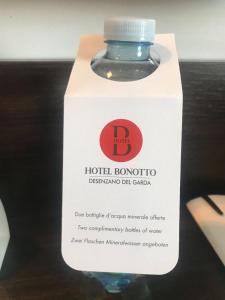 B
HOTEL
HOTEL BONOTTO
DESENZANO DEL GARDA
Due bottiglie d'acqua minerale offerte
Two complimentary bottles of water
Zwei Flaschen Mineralwasser angeboten